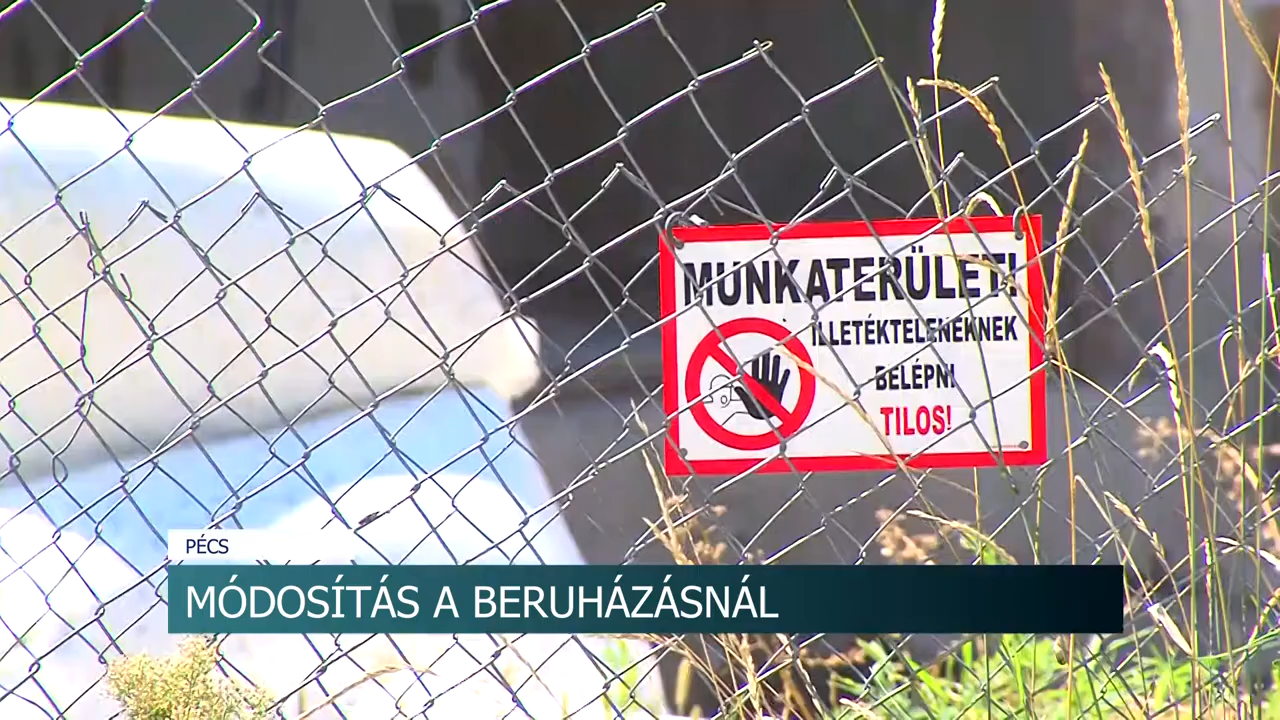 MUNKATERÜLET!
ILLETÉKTELENEKNEK
BELÉPNI
TILOS!
PÉCS
MÓDOSÍTÁS A BERUHÁZÁSNÁL